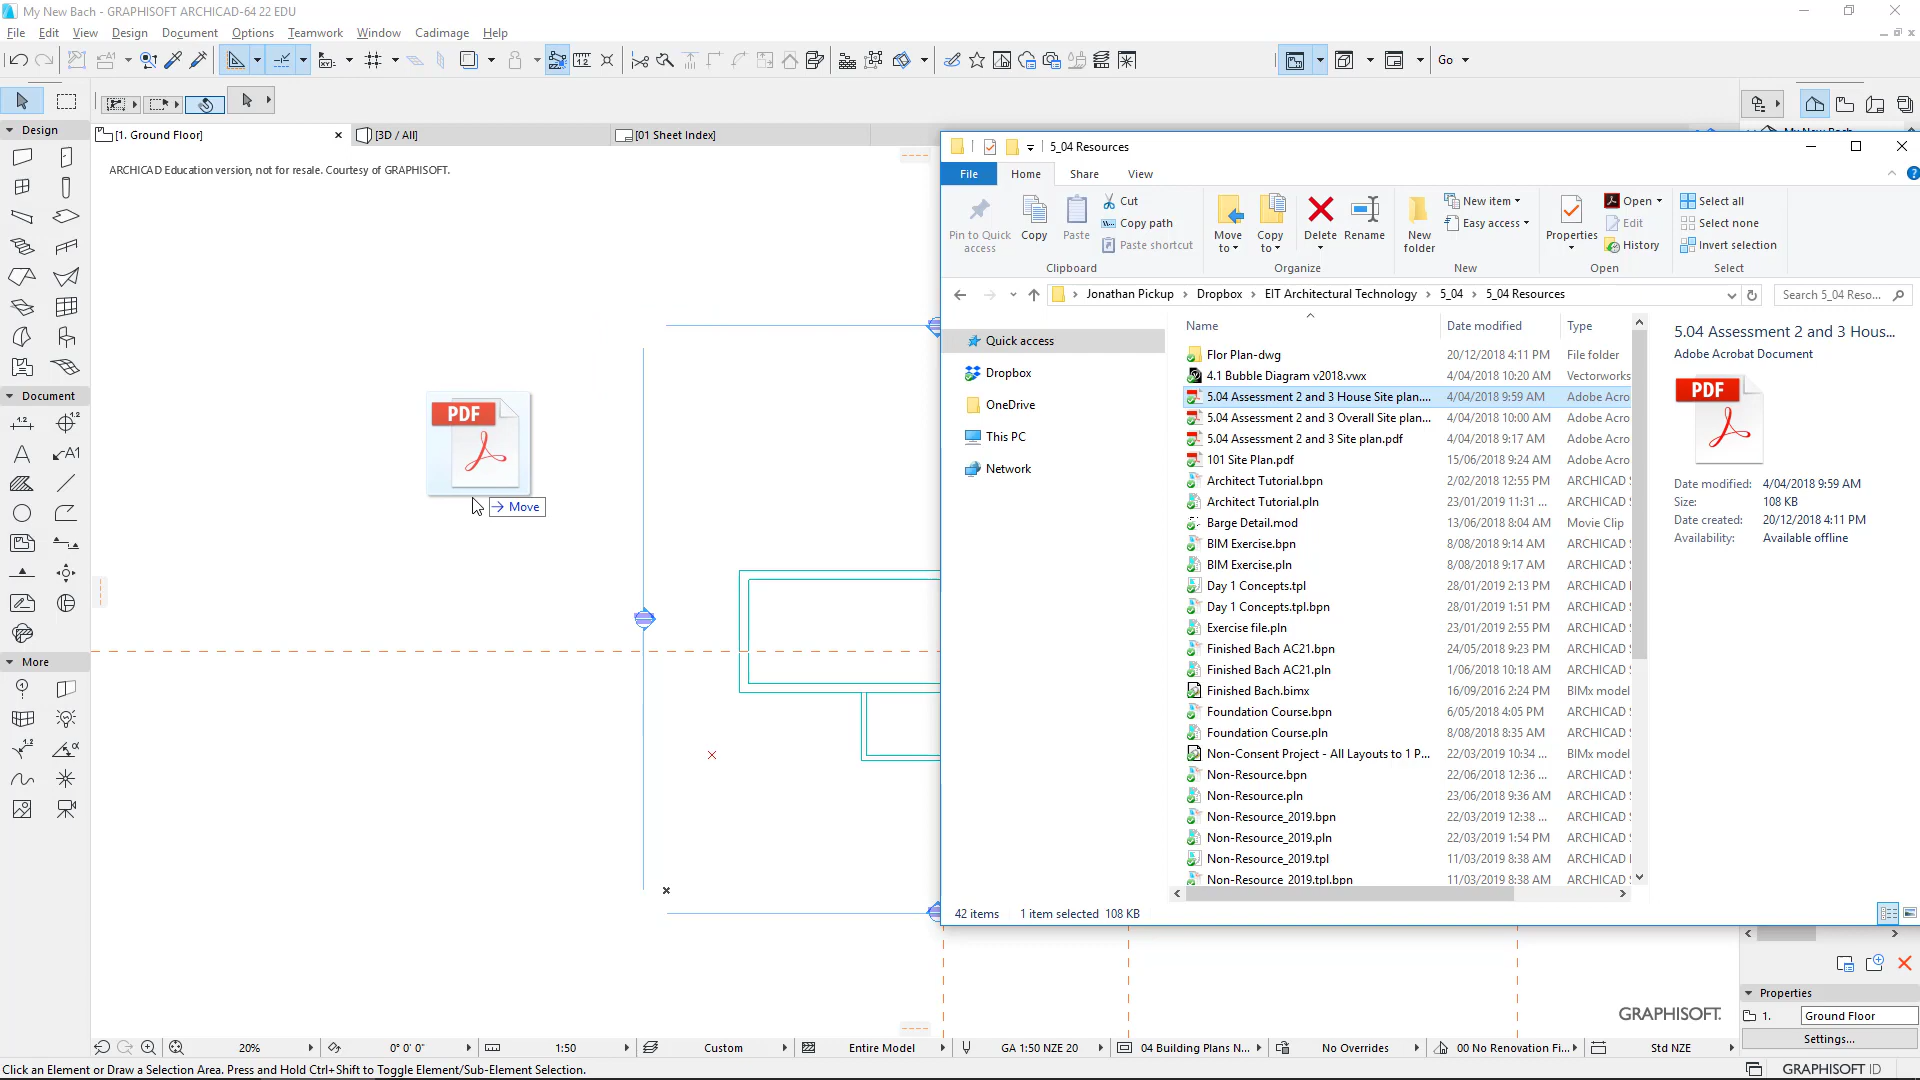 My New Bach - GRAPHISOFT ARCHICAD-64 22 EDU
File Edit View Design Document Options Teamwork Window Cadimage Help
Go
[1. Ground Floor]
[3D / All]
[01 Sheet Index]
ARCHICAD Education version, not for resale. Courtesy of GRAPHISOFT.
Design
Document
More
PDF
Move
5_04 Resources
File Home Share View
Pin to Quick access
Copy
Paste
Cut
Copy path
Paste shortcut
Clipboard
Move to
Copy to
Delete
Rename
Organize
New folder
New item
Easy access
New
Properties
Open
Edit
History
Open
Select all
Select none
Invert selection
Select
Jonathan Pickup > Dropbox > EIT Architectural Technology > 5_04 > 5_04 Resources
Search 5_04 Reso...
Quick access
Dropbox
OneDrive
This PC
Network
Name Date modified Type
Flor Plan-dwg 20/12/2018 4:11 PM File folder
4.1 Bubble Diagram v2018.vwx 4/04/2018 10:20 AM Vectorworks
5.04 Assessment 2 and 3 House Site plan.... 4/04/2018 9:59 AM Adobe Acro
5.04 Assessment 2 and 3 Overall Site plan.... 4/04/2018 10:00 AM Adobe Acro
5.04 Assessment 2 and 3 Site plan.pdf 4/04/2018 9:17 AM Adobe Acro
101 Site Plan.pdf 15/06/2018 9:24 AM Adobe Acro
Architect Tutorial.bpn 2/02/2018 12:55 PM ARCHICAD
Architect Tutorial.pln 23/01/2019 11:31 ... ARCHICAD
Barge Detail.mod 13/06/2018 8:04 AM Movie Clip
BIM Exercise.bpn 8/08/2018 9:14 AM ARCHICAD
BIM Exercise.pln 8/08/2018 9:17 AM ARCHICAD
Day 1 Concepts.tpl 28/01/2019 2:13 PM ARCHICAD
Day 1 Concepts.tpl.bpn 28/01/2019 1:51 PM ARCHICAD
Exercise file.pln 23/01/2019 2:55 PM ARCHICAD
Finished Bach AC21.bpn 24/05/2018 9:23 PM ARCHICAD
Finished Bach AC21.pln 1/06/2018 10:18 AM ARCHICAD
Finished Bach.bimx 16/09/2016 2:24 PM BIMx model
Foundation Course.bpn 6/05/2018 4:05 PM ARCHICAD
Foundation Course.pln 8/08/2018 8:35 AM ARCHICAD
Non-Consent Project - All Layouts to 1 P... 22/03/2019 10:34 ... BIMx model
Non-Resource.bpn 22/06/2018 12:36 ... ARCHICAD
Non-Resource.pln 23/06/2018 9:36 AM ARCHICAD
Non-Resource_2019.bpn 22/03/2019 12:38 ... ARCHICAD
Non-Resource_2019.pln 22/03/2019 1:54 PM ARCHICAD
Non-Resource_2019.tpl 11/03/2019 8:38 AM ARCHICAD
Non-Resource_2019.tpl.bpn 11/03/2019 8:38 AM ARCHICAD
5.04 Assessment 2 and 3 Hous...
Adobe Acrobat Document
PDF
Date modified: 4/04/2018 9:59 AM
Size: 108 KB
Date created: 20/12/2018 4:11 PM
Availability: Available offline
42 items 1 item selected 108 KB
Properties
1. Ground Floor
Settings...
GRAPHISOFT.
20% 0° 0' 0" 1:50 Custom Entire Model GA 1:50 NZE 20 04 Building Plans N... No Overrides 00 No Renovation Fi... Std NZE
Click an Element or Draw a Selection Area. Press and Hold Ctrl+Shift to Toggle Element/Sub-Element Selection.
GRAPHISOFT ID